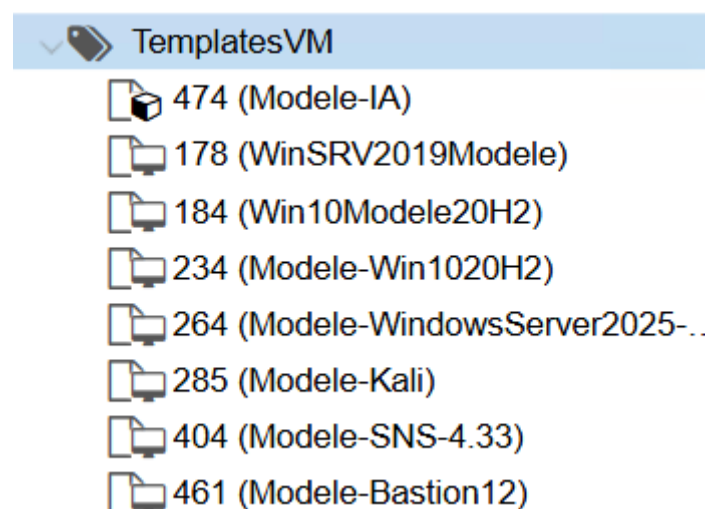 TemplatesVM
474 (Modele-IA)
178 (WinSRV2019Modele)
184 (Win10Modele20H2)
234 (Modele-Win1020H2)
264 (Modele-WindowsServer2025-...
285 (Modele-Kali)
404 (Modele-SNS-4.33)
461 (Modele-Bastion12)